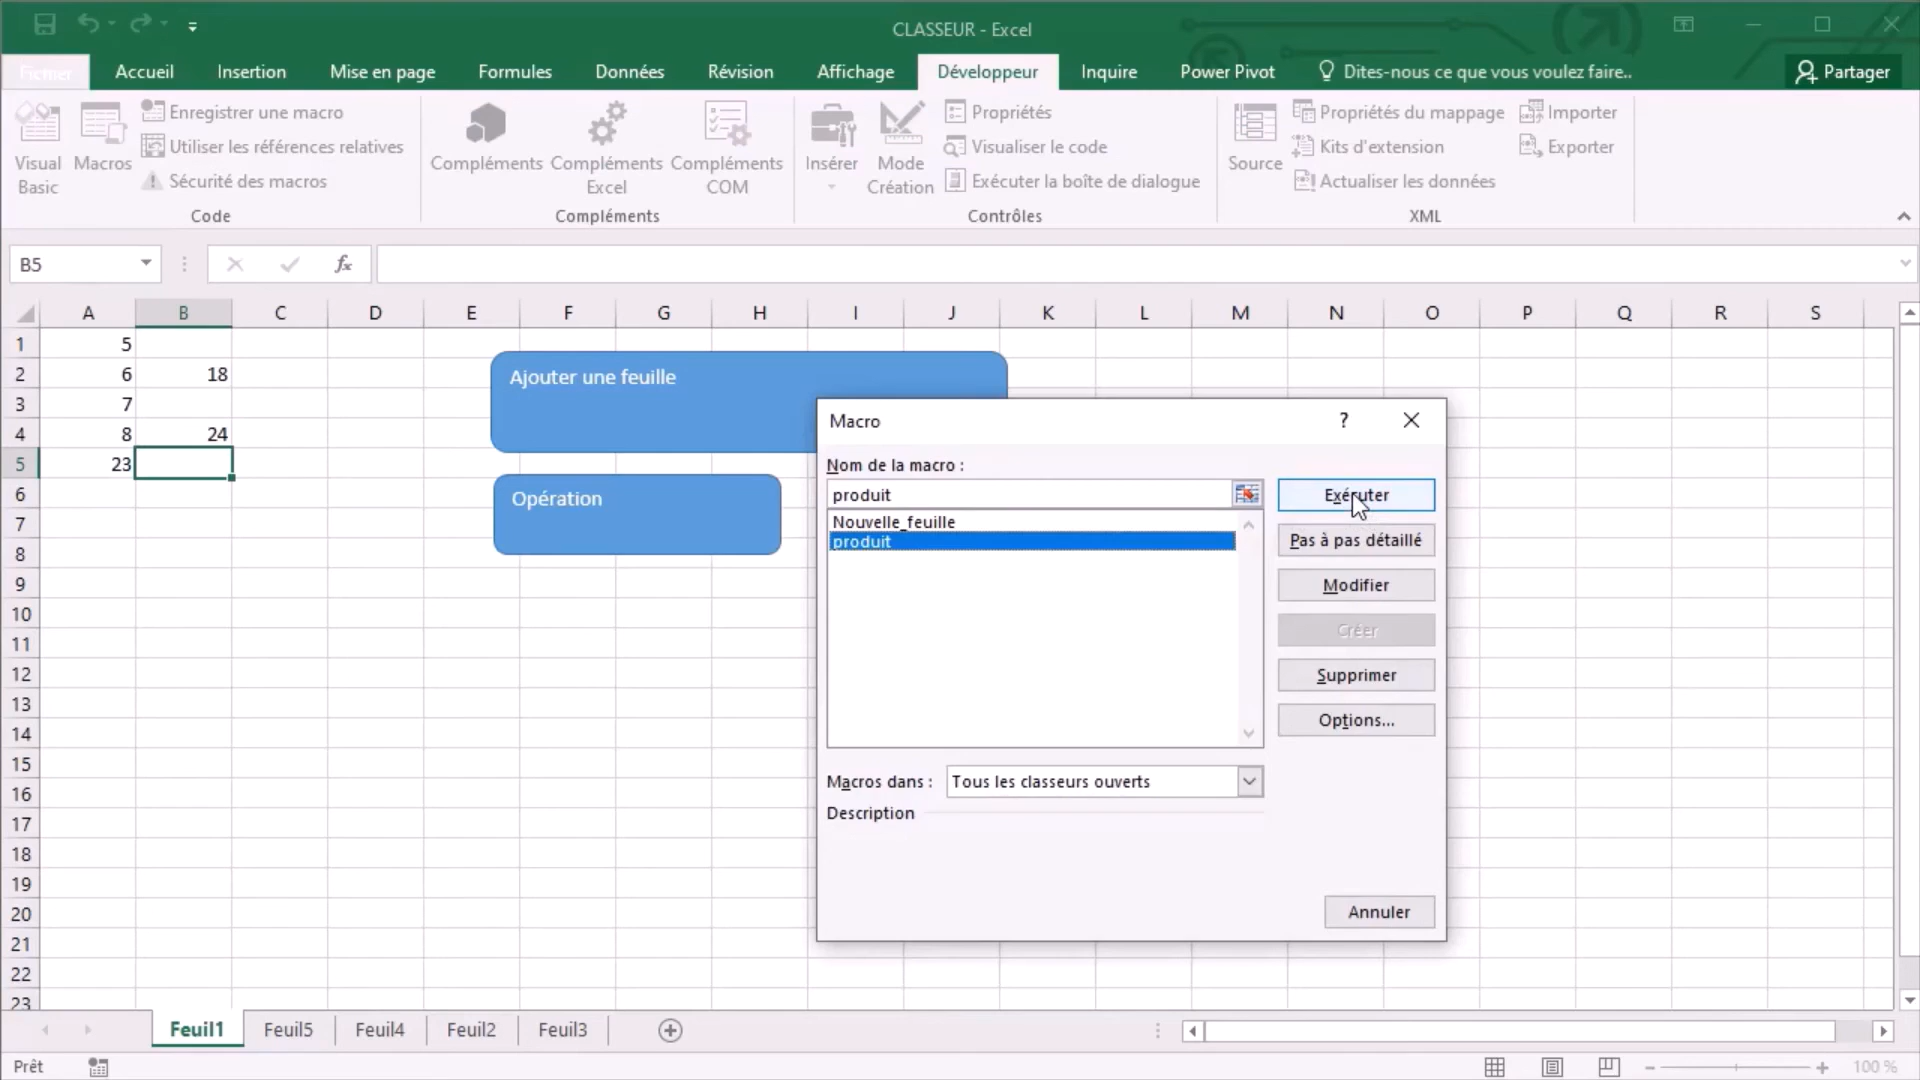 CLASSEUR - Excel
Fichier Accueil Insertion Mise en page Formules Données Révision Affichage Développeur Inquire Power Pivot Dites-nous ce que vous voulez faire.. Partager
Visual Basic
Macros
Enregistrer une macro
Utiliser les références relatives
Sécurité des macros
Code
Compléments
Compléments Excel
Compléments COM
Compléments
Insérer
Mode Création
Propriétés
Visualiser le code
Exécuter la boîte de dialogue
Contrôles
Source
Propriétés du mappage
Kits d'extension
Actualiser les données
Importer
Exporter
XML
B5
fx
A B C D E F G H I J K L M N O P Q R S
1 5
2 6 18
3 7
4 8 24
5 23
6
7
8
9
10
11
12
13
14
15
16
17
18
19
20
21
22
23
Ajouter une feuille
Opération
Macro ?
Nom de la macro :
produit
Nouvelle_feuille
produit
Exécuter
Pas à pas détaillé
Modifier
Créer
Supprimer
Options...
Macros dans : Tous les classeurs ouverts
Description
Annuler
Feuil1 Feuil5 Feuil4 Feuil2 Feuil3
Prêt
100 %